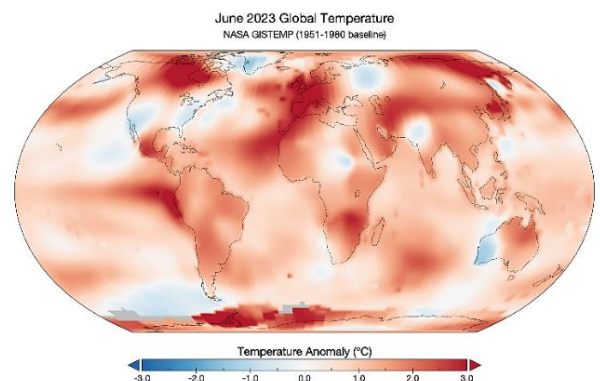 June 2023 Global Temperature
NASA GISTEMP (1951-1980 baseline)
Temperature Anomaly (°C)
-3.0 -2.0 -1.0 0.0 1.0 2.0 3.0